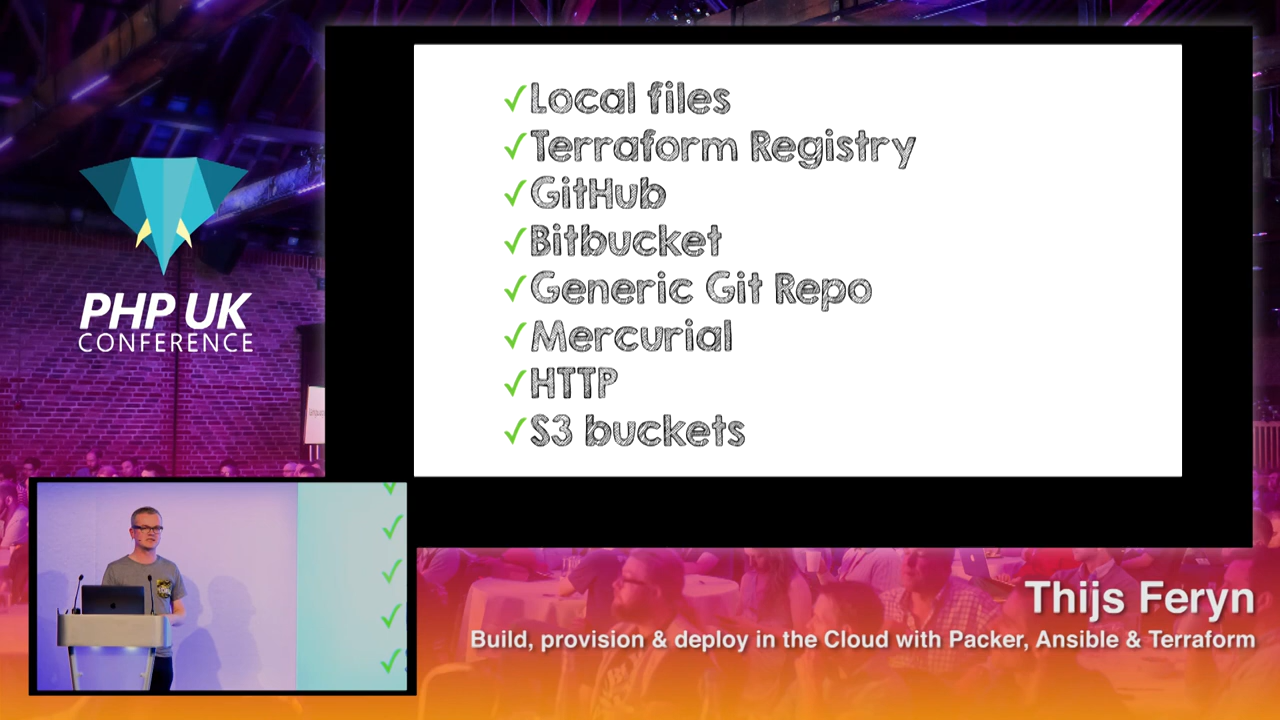 ✓Local files
✓Terraform Registry
✓GitHub
✓Bitbucket
✓Generic Git Repo
✓Mercurial
✓HTTP
✓S3 buckets
PHP UK
CONFERENCE
Thijs Feryn
Build, provision & deploy in the Cloud with Packer, Ansible & Terraform